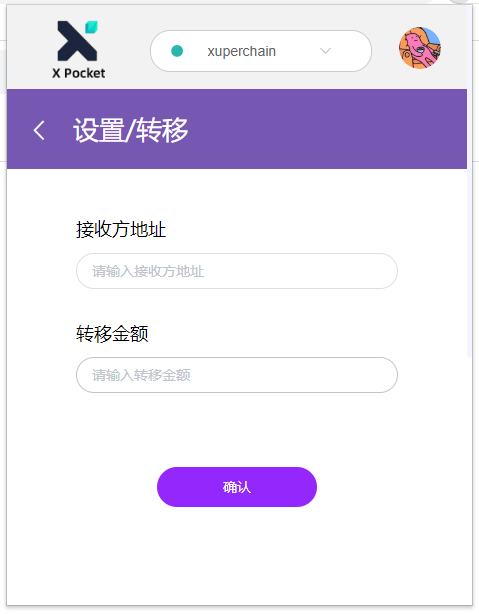 X Pocket
xuperchain
设置/转移
接收方地址
请输入接收方地址
转移金额
请输入转移金额
确认